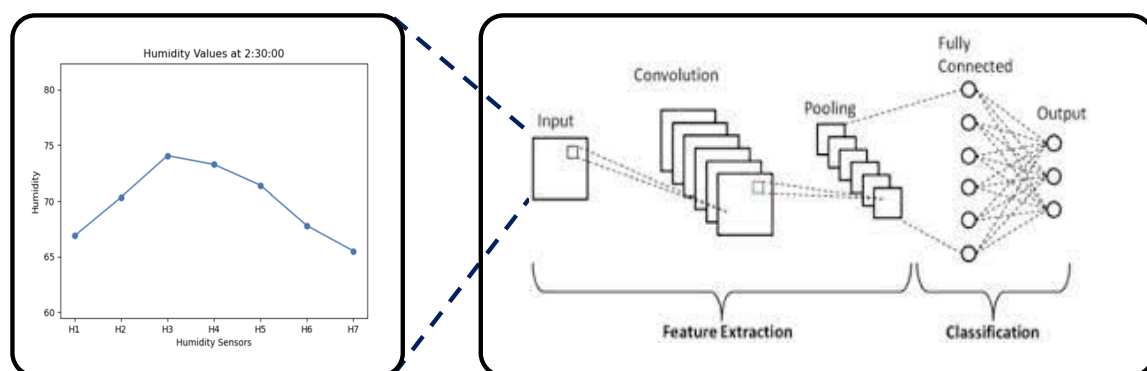 Humidity Values at 2:30:00
80
75
70
65
60
Humidity
H1 H2 H3 H4 H5 H6 H7
Humidity Sensors
Input
Convolution
Pooling
Fully
Connected
Output
Feature Extraction
Classification